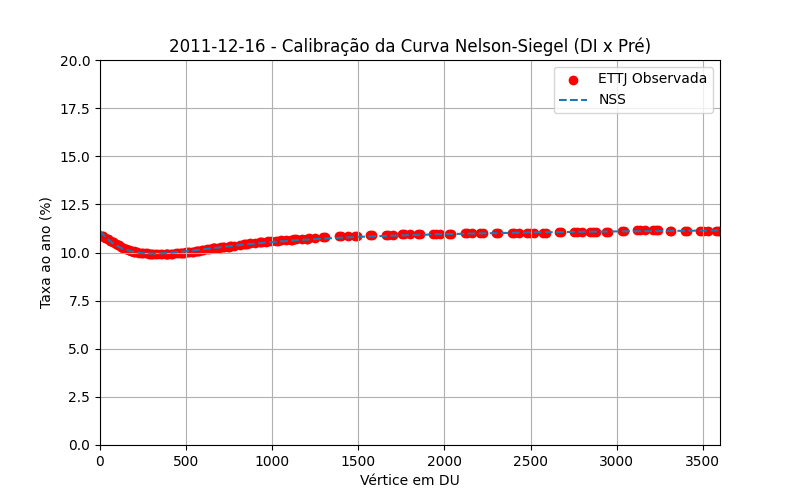 2011-12-16 - Calibração da Curva Nelson-Siegel (DI x Pré)
ETTJ Observada
NSS
20.0
17.5
15.0
12.5
10.0
7.5
5.0
2.5
0.0
Taxa ao ano (%)
0 500 1000 1500 2000 2500 3000 3500
Vértice em DU